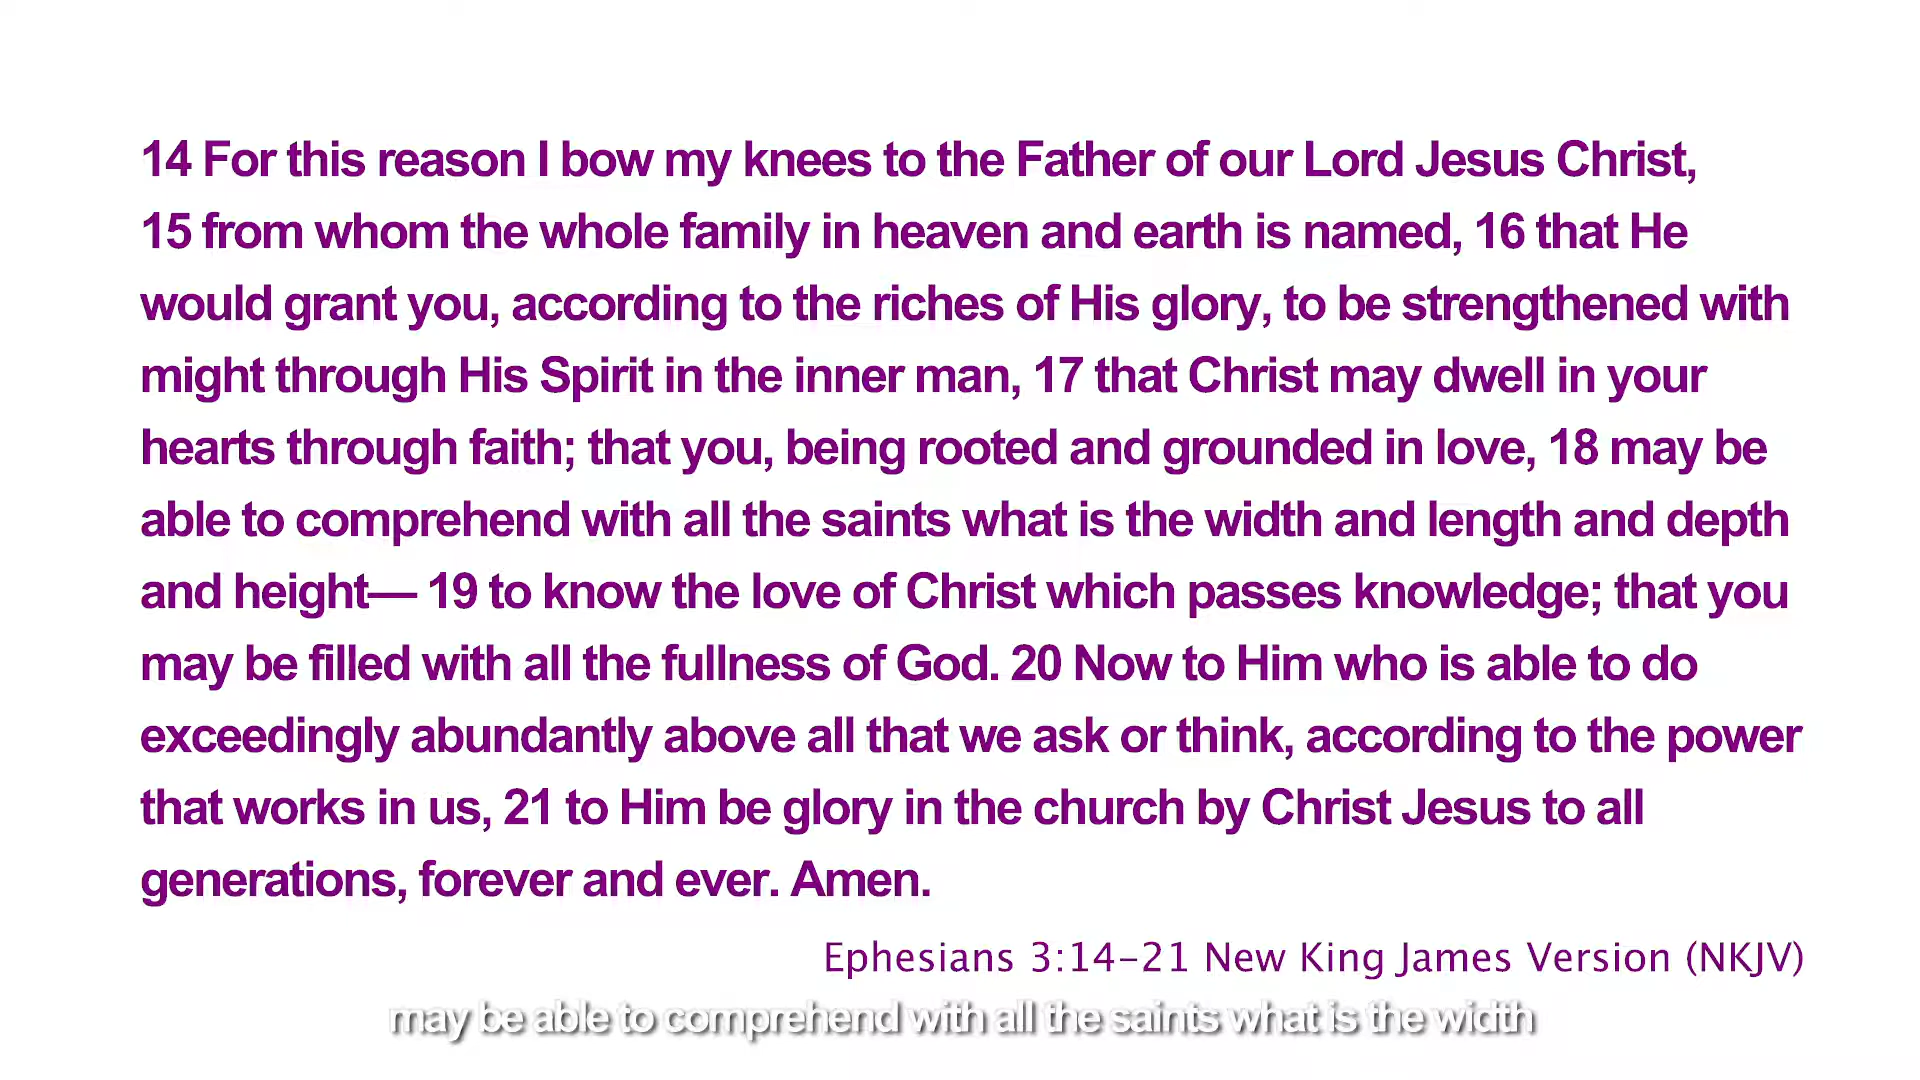 14 For this reason I bow my knees to the Father of our Lord Jesus Christ,
15 from whom the whole family in heaven and earth is named, 16 that He
would grant you, according to the riches of His glory, to be strengthened with
might through His Spirit in the inner man, 17 that Christ may dwell in your
hearts through faith; that you, being rooted and grounded in love, 18 may be
able to comprehend with all the saints what is the width and length and depth
and height— 19 to know the love of Christ which passes knowledge; that you
may be filled with all the fullness of God. 20 Now to Him who is able to do
exceedingly abundantly above all that we ask or think, according to the power
that works in us, 21 to Him be glory in the church by Christ Jesus to all
generations, forever and ever. Amen.
Ephesians 3:14-21 New King James Version (NKJV)
may be able to comprehend with all the saints what is the width